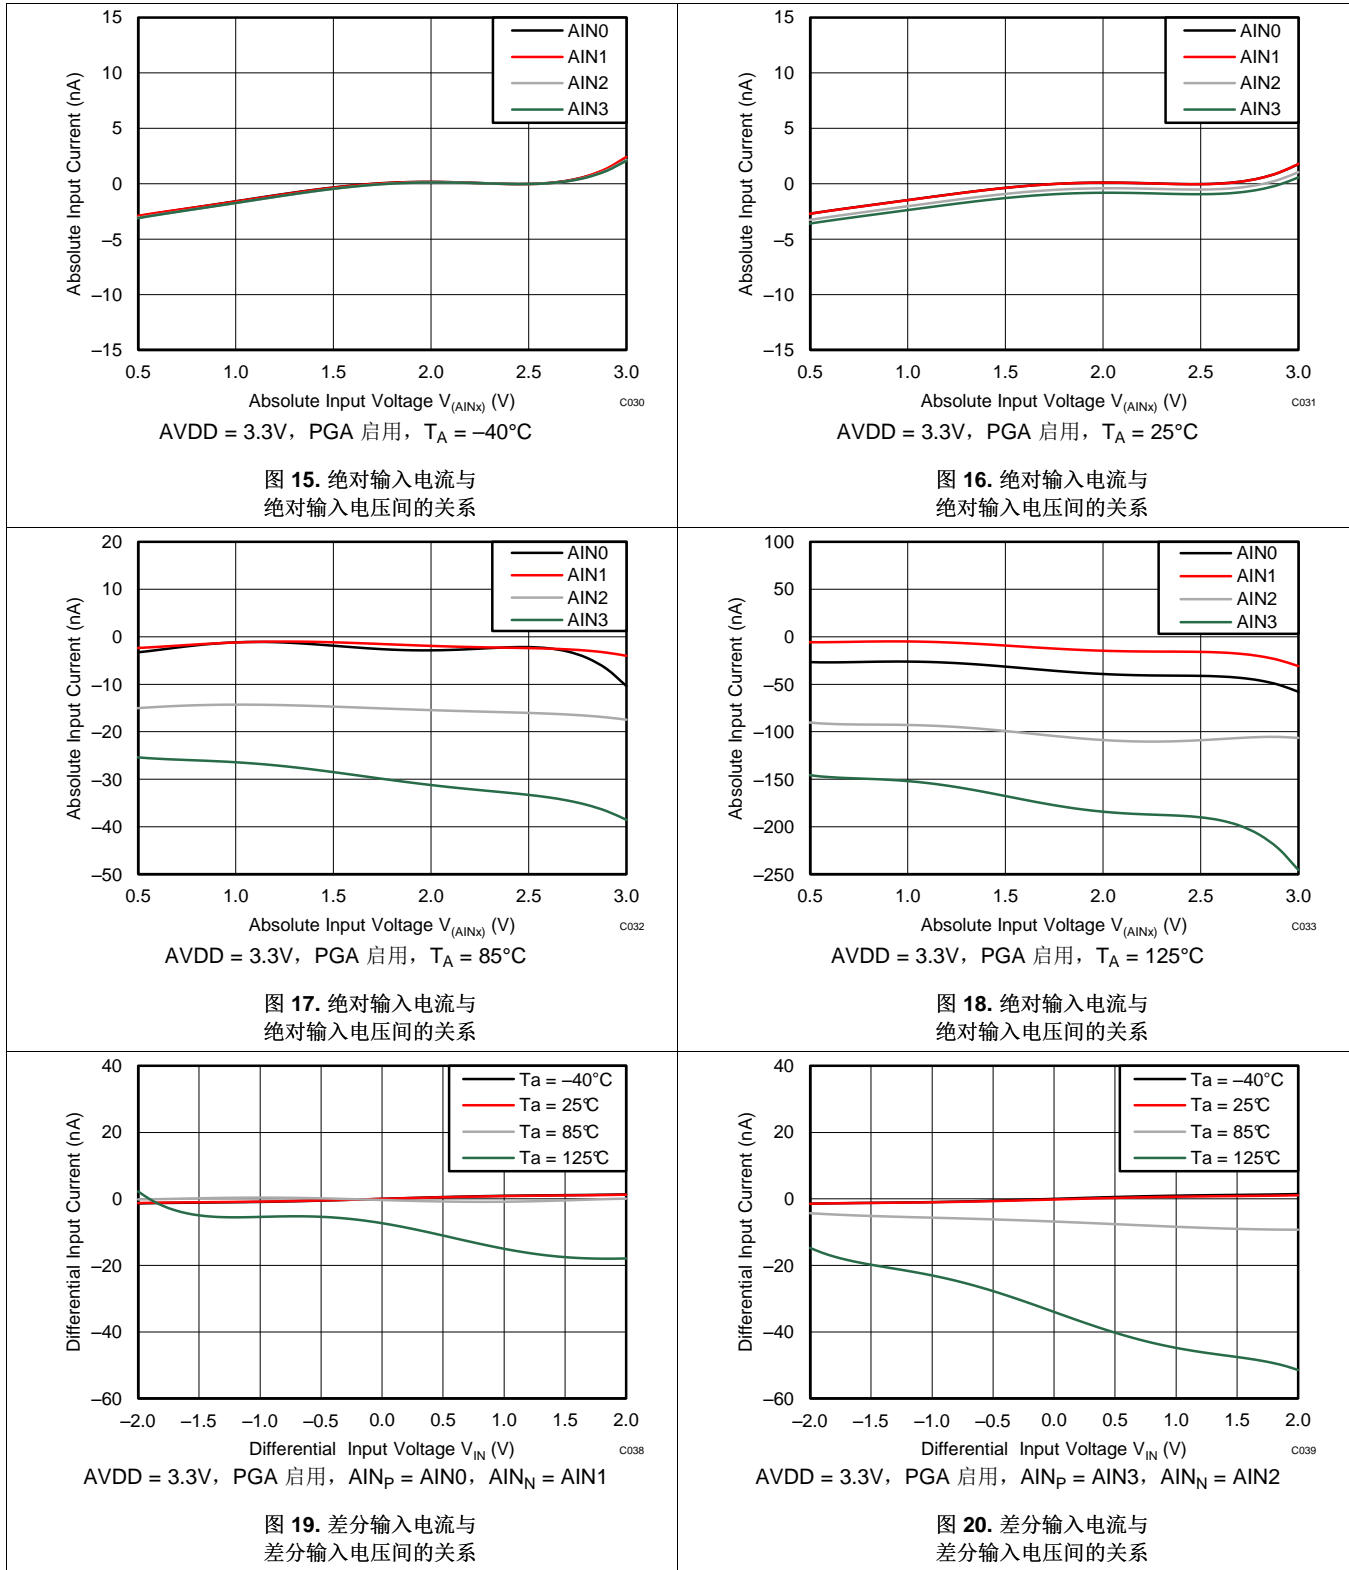 15
10
5
0
–5
–10
–15
Absolute Input Current (nA)
AIN0
AIN1
AIN2
AIN3
0.5 1.0 1.5 2.0 2.5 3.0
Absolute Input Voltage V(AINx) (V)
C030
AVDD = 3.3V，PGA 启用，TA = –40°C
图 15. 绝对输入电流与
绝对输入电压间的关系
15
10
5
0
–5
–10
–15
Absolute Input Current (nA)
AIN0
AIN1
AIN2
AIN3
0.5 1.0 1.5 2.0 2.5 3.0
Absolute Input Voltage V(AINx) (V)
C031
AVDD = 3.3V，PGA 启用，TA = 25°C
图 16. 绝对输入电流与
绝对输入电压间的关系
20
10
0
–10
–20
–30
–40
–50
Absolute Input Current (nA)
AIN0
AIN1
AIN2
AIN3
0.5 1.0 1.5 2.0 2.5 3.0
Absolute Input Voltage V(AINx) (V)
C032
AVDD = 3.3V，PGA 启用，TA = 85°C
图 17. 绝对输入电流与
绝对输入电压间的关系
100
50
0
–50
–100
–150
–200
–250
Absolute Input Current (nA)
AIN0
AIN1
AIN2
AIN3
0.5 1.0 1.5 2.0 2.5 3.0
Absolute Input Voltage V(AINx) (V)
C033
AVDD = 3.3V，PGA 启用，TA = 125°C
图 18. 绝对输入电流与
绝对输入电压间的关系
40
20
0
–20
–40
–60
Differential Input Current (nA)
Ta = –40°C
Ta = 25°C
Ta = 85°C
Ta = 125°C
–2.0 –1.5 –1.0 –0.5 0.0 0.5 1.0 1.5 2.0
Differential Input Voltage VIN (V)
C038
AVDD = 3.3V，PGA 启用，AINP = AIN0，AINN = AIN1
图 19. 差分输入电流与
差分输入电压间的关系
40
20
0
–20
–40
–60
Differential Input Current (nA)
Ta = –40°C
Ta = 25°C
Ta = 85°C
Ta = 125°C
–2.0 –1.5 –1.0 –0.5 0.0 0.5 1.0 1.5 2.0
Differential Input Voltage VIN (V)
C039
AVDD = 3.3V，PGA 启用，AINP = AIN3，AINN = AIN2
图 20. 差分输入电流与
差分输入电压间的关系